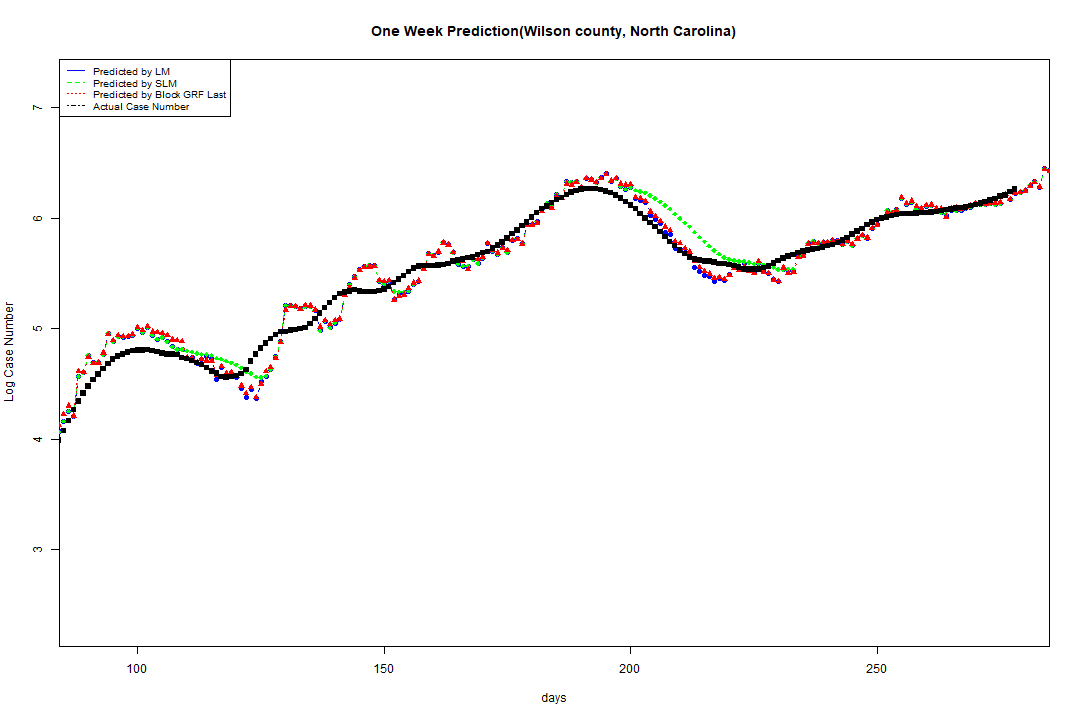 One Week Prediction(Wilson county, North Carolina)
Predicted by LM
Predicted by SLM
Predicted by Block GRF Last
Actual Case Number
7
6
5
4
3
Log Case Number
100 150 200 250
days